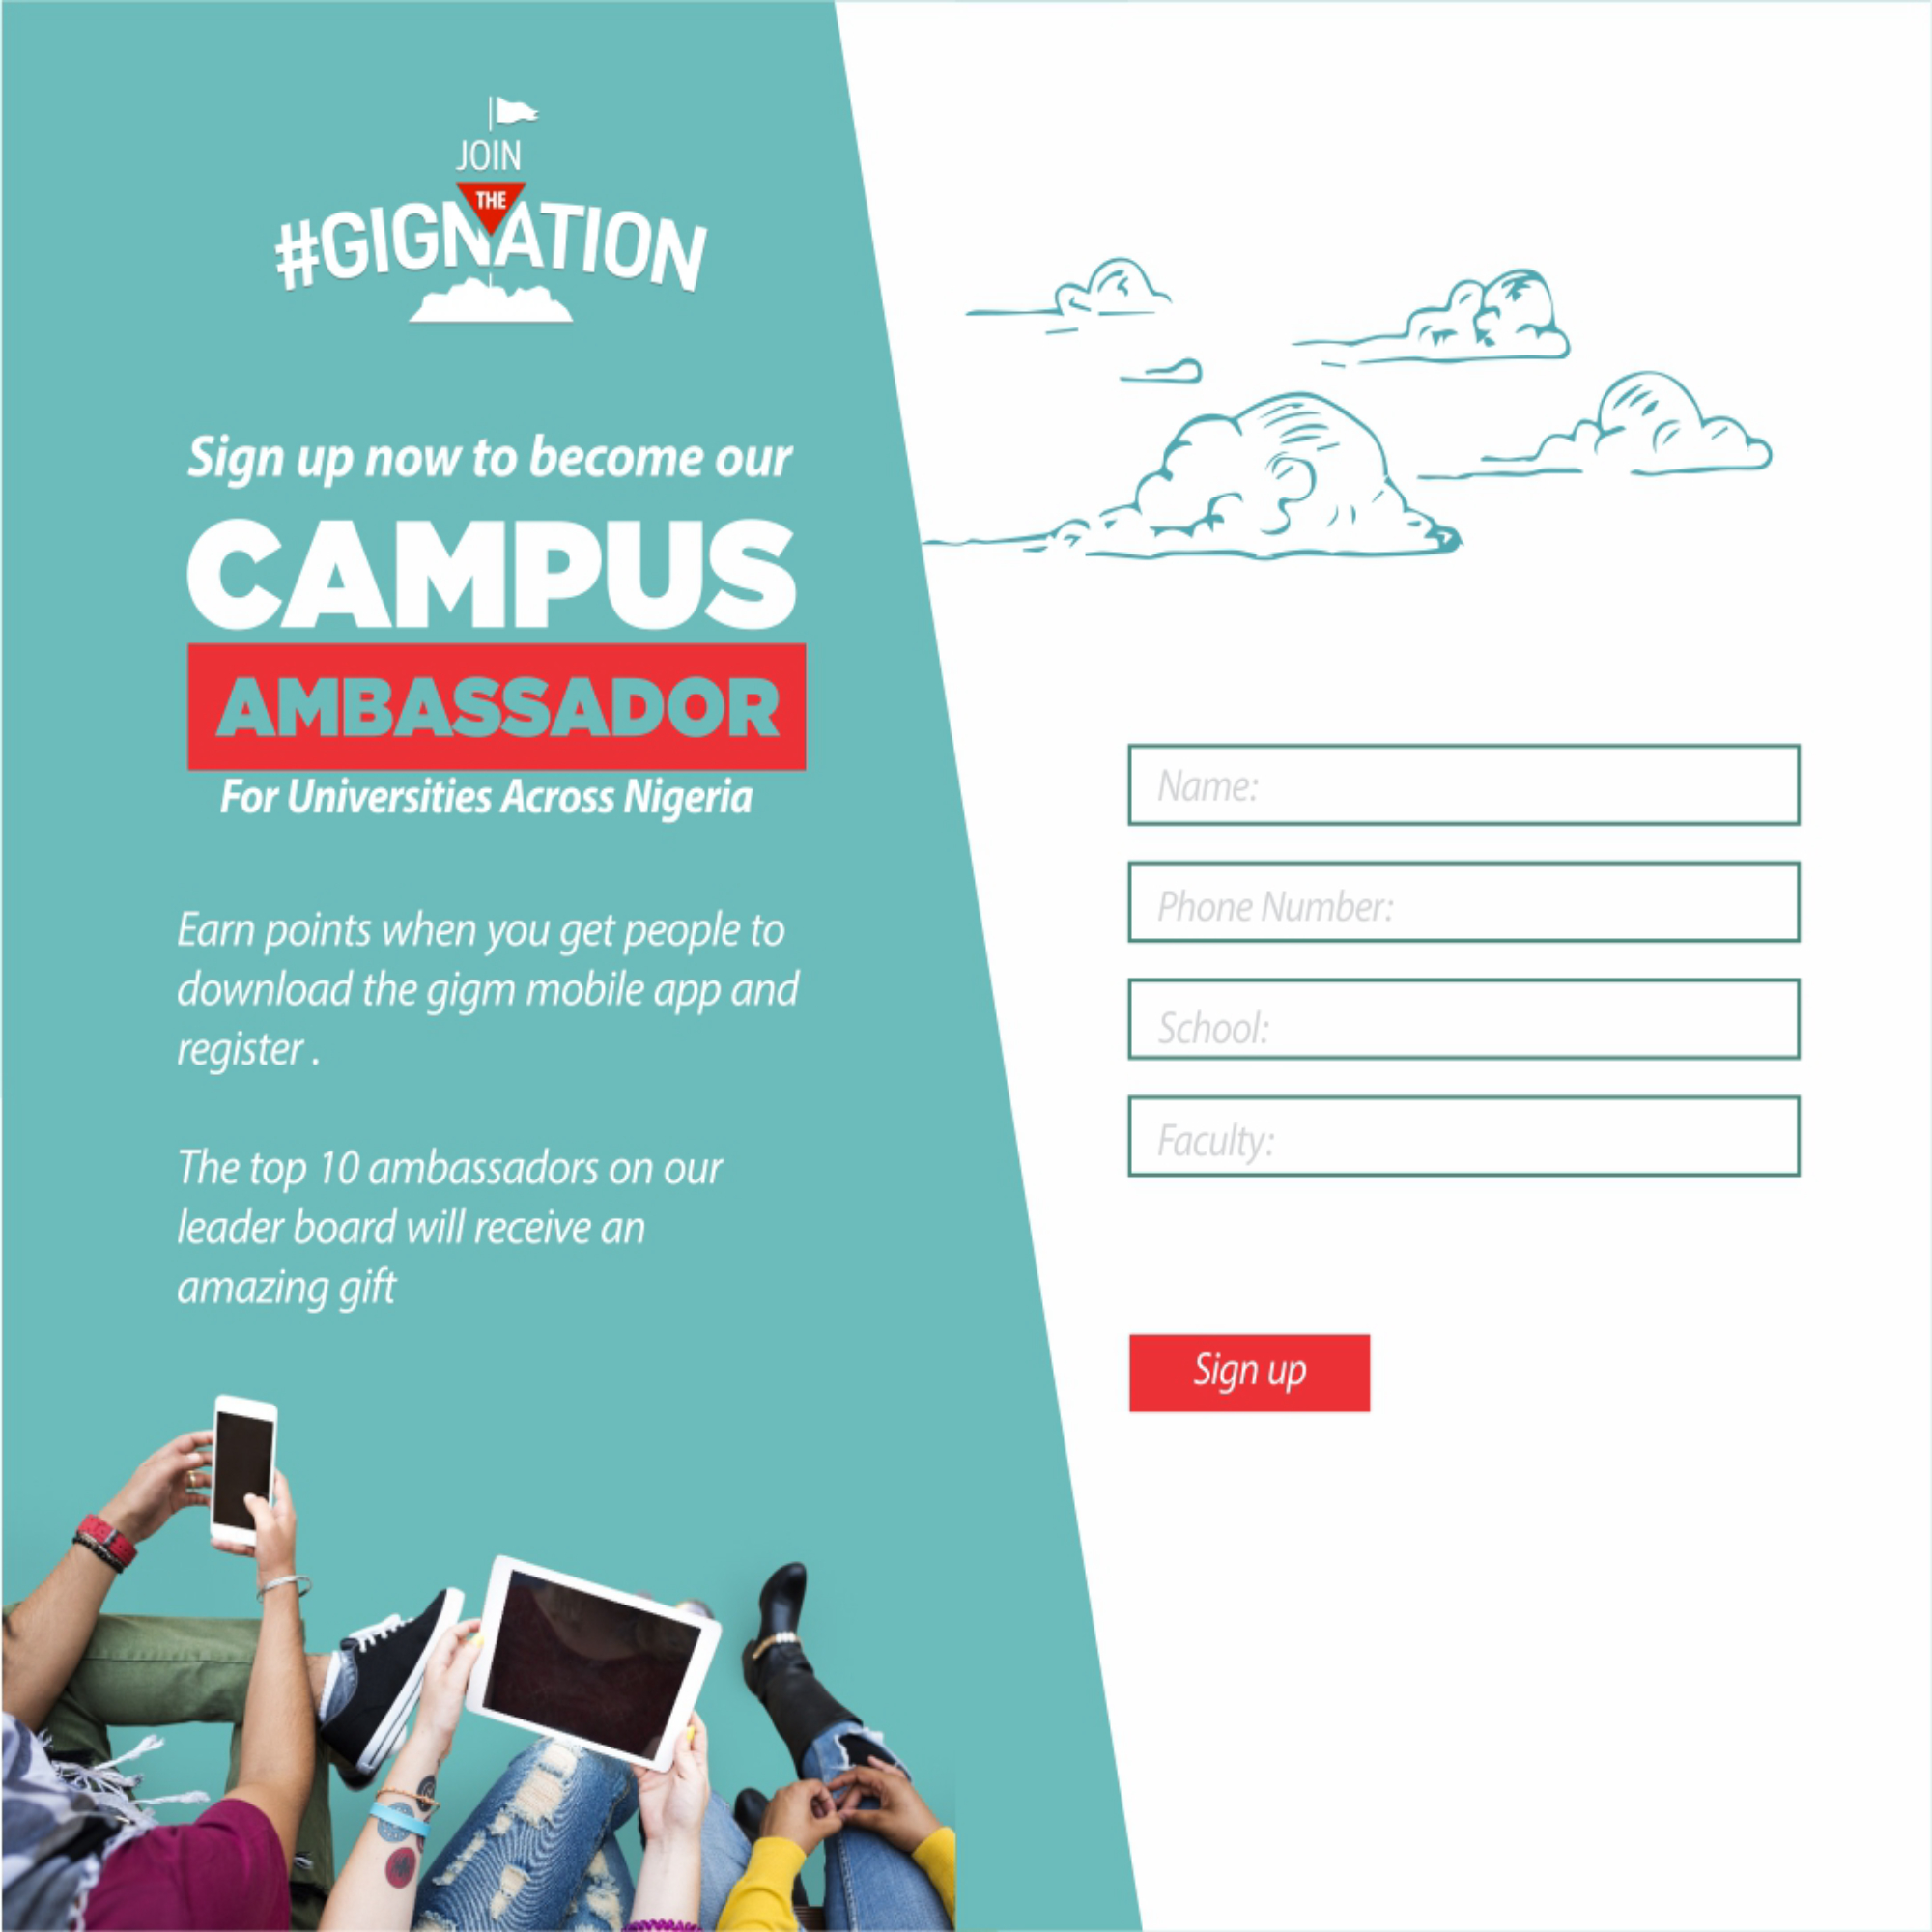 JOIN
THE
#GIGNATION
Sign up now to become our
CAMPUS
AMBASSADOR
For Universities Across Nigeria
Earn points when you get people to
download the gigm mobile app and
register .
The top 10 ambassadors on our
leader board will receive an
amazing gift
Name:
Phone Number:
School:
Faculty:
Sign up